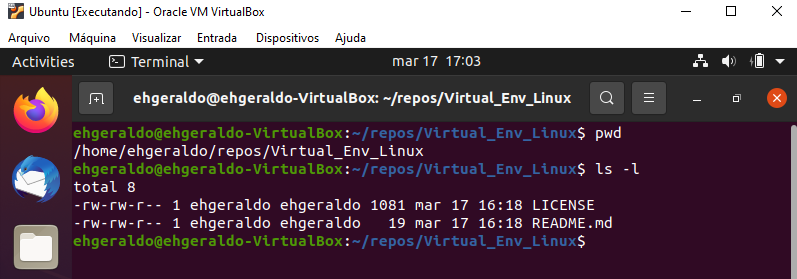 Ubuntu [Executando] - Oracle VM VirtualBox
Arquivo Máquina Visualizar Entrada Dispositivos Ajuda
Activities Terminal mar 17 17:03
ehgeraldo@ehgeraldo-VirtualBox: ~/repos/Virtual_Env_Linux
ehgeraldo@ehgeraldo-VirtualBox:~/repos/Virtual_Env_Linux$ pwd
/home/ehgeraldo/repos/Virtual_Env_Linux
ehgeraldo@ehgeraldo-VirtualBox:~/repos/Virtual_Env_Linux$ ls -l
total 8
-rw-rw-r-- 1 ehgeraldo ehgeraldo 1081 mar 17 16:18 LICENSE
-rw-rw-r-- 1 ehgeraldo ehgeraldo   19 mar 17 16:18 README.md
ehgeraldo@ehgeraldo-VirtualBox:~/repos/Virtual_Env_Linux$